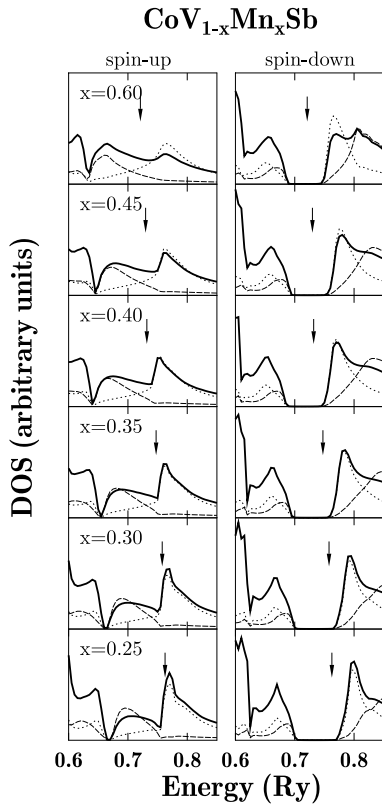 CoV1-xMnxSb
spin-up
spin-down
x=0.60
x=0.45
x=0.40
x=0.35
x=0.30
x=0.25
DOS (arbitrary units)
0.6 0.7 0.8 0.6 0.7 0.8
Energy (Ry)